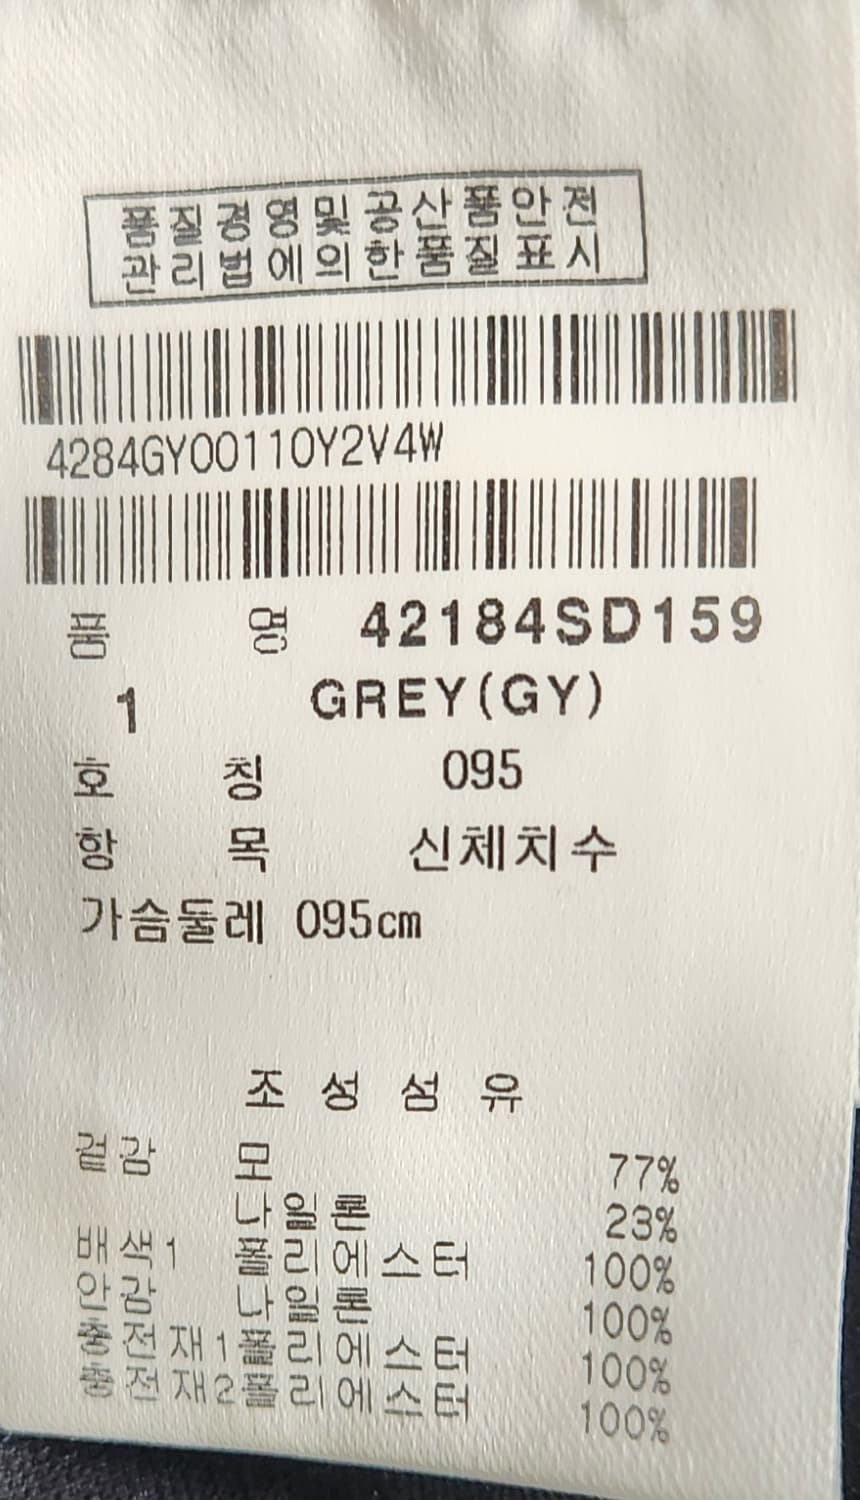 품질경영및공산품안전
관리법에의한품질표시
4284GY00110Y2V4W
품 명 42184SD159
1 GREY(GY)
호 칭 095
항 목 신체치수
가슴둘레 095cm
조 성 섬 유
겉감 모 77%
나일론 23%
배색1 폴리에스터 100%
안감 나일론 100%
충전재1폴리에스터 100%
충전재2폴리에스터 100%